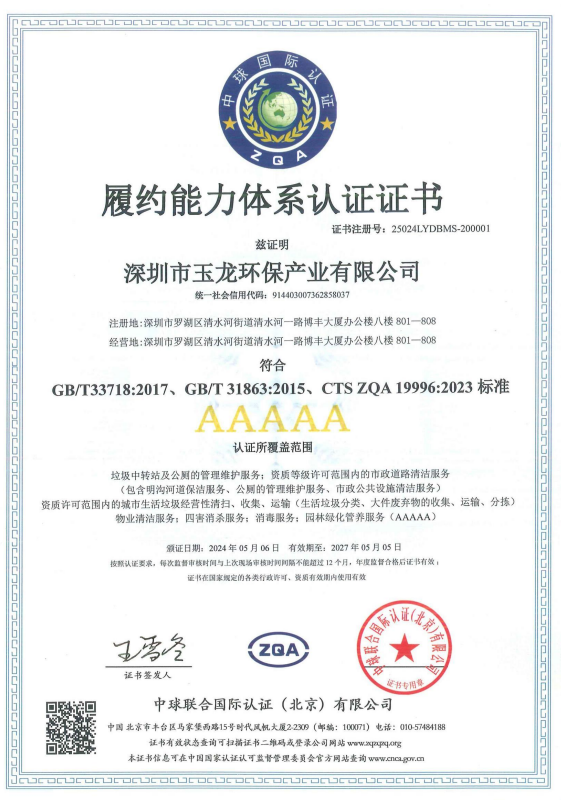 中球国际认证
ZQA
履约能力体系认证证书
证书注册号：25024LYDBMS-200001
兹证明
深圳市玉龙环保产业有限公司
统一社会信用代码：914403007362858037
注册地:深圳市罗湖区清水河街道清水河一路博丰大厦办公楼八楼 801—808
经营地:深圳市罗湖区清水河街道清水河一路博丰大厦办公楼八楼 801—808
符合
GB/T33718:2017、GB/T 31863:2015、CTS ZQA 19996:2023 标准
AAAAA
认证所覆盖范围
垃圾中转站及公厕的管理维护服务；资质等级许可范围内的市政道路清洁服务
（包含明沟河道保洁服务、公厕的管理维护服务、市政公共设施清洁服务）
资质许可范围内的城市生活垃圾经营性清扫、收集、运输（生活垃圾分类、大件废弃物的收集、运输、分拣）
物业清洁服务；四害消杀服务；消毒服务；园林绿化管养服务（AAAAA）
颁证日期：2024 年 05 月 06 日 有效期至：2027 年 05 月 05 日
按照认证要求，每次监督审核时间与上次现场审核时间间隔不能超过 12 个月，年度监督合格后证书有效；
证书在国家规定的各类行政许可、资质有效期内使用有效
王雪冬
证书签发人
ZQA
中球联合国际认证(北京)有限公司
证书专用章
中球联合国际认证（北京）有限公司
中国 北京市丰台区马家堡西路15号时代风帆大厦2-2309（邮编：100071）电话：010-57484188
证书有效状态查询可扫描证书二维码或登录公司网站 www.zqzqzq.org
本证书信息可在中国国家认证认可监督管理委员会官方网站查询 www.cnca.gov.cn